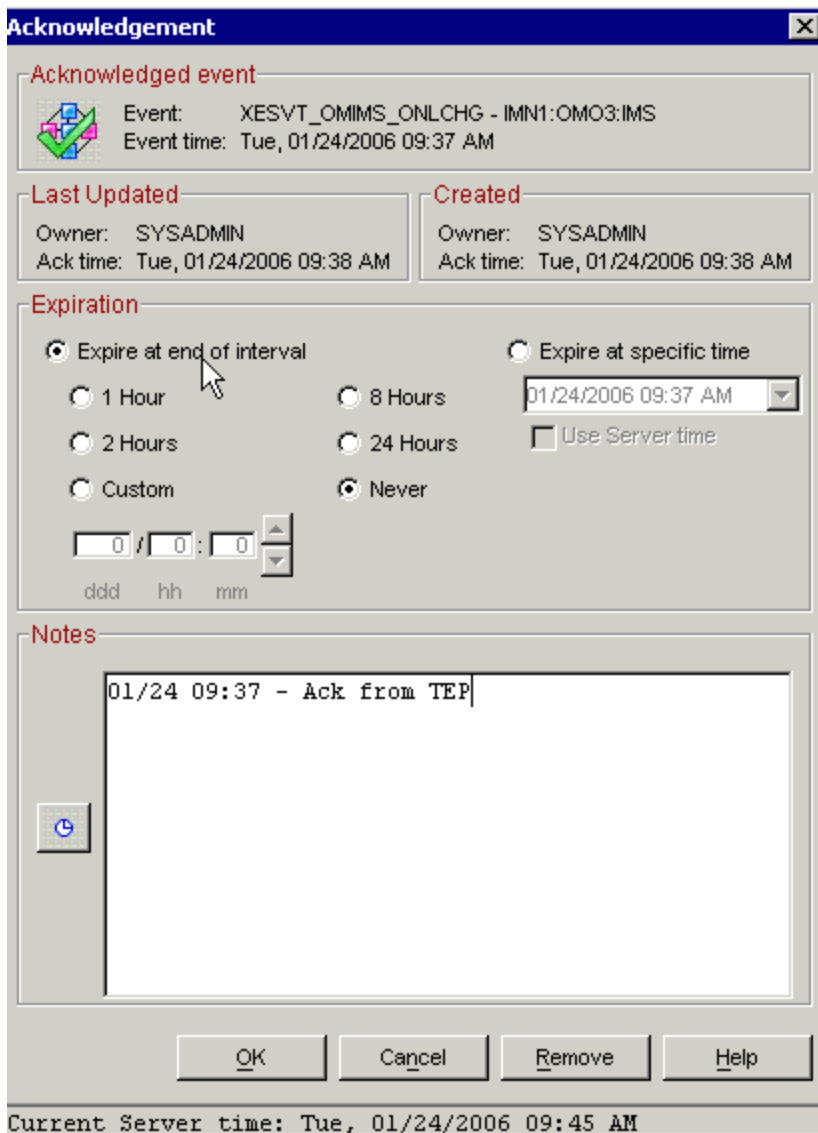 Acknowledgement
Acknowledged event
Event: XESVT_OMIMS_ONLCHG - IMN1:OMO3:IMS
Event time: Tue, 01/24/2006 09:37 AM
Last Updated
Owner: SYSADMIN
Ack time: Tue, 01/24/2006 09:38 AM
Created
Owner: SYSADMIN
Ack time: Tue, 01/24/2006 09:38 AM
Expiration
Expire at end of interval
1 Hour
8 Hours
2 Hours
24 Hours
Custom
Never
0 / 0 : 0
ddd hh mm
Expire at specific time
01/24/2006 09:37 AM
Use Server time
Notes
01/24 09:37 - Ack from TEP
OK Cancel Remove Help
Current Server time: Tue, 01/24/2006 09:45 AM